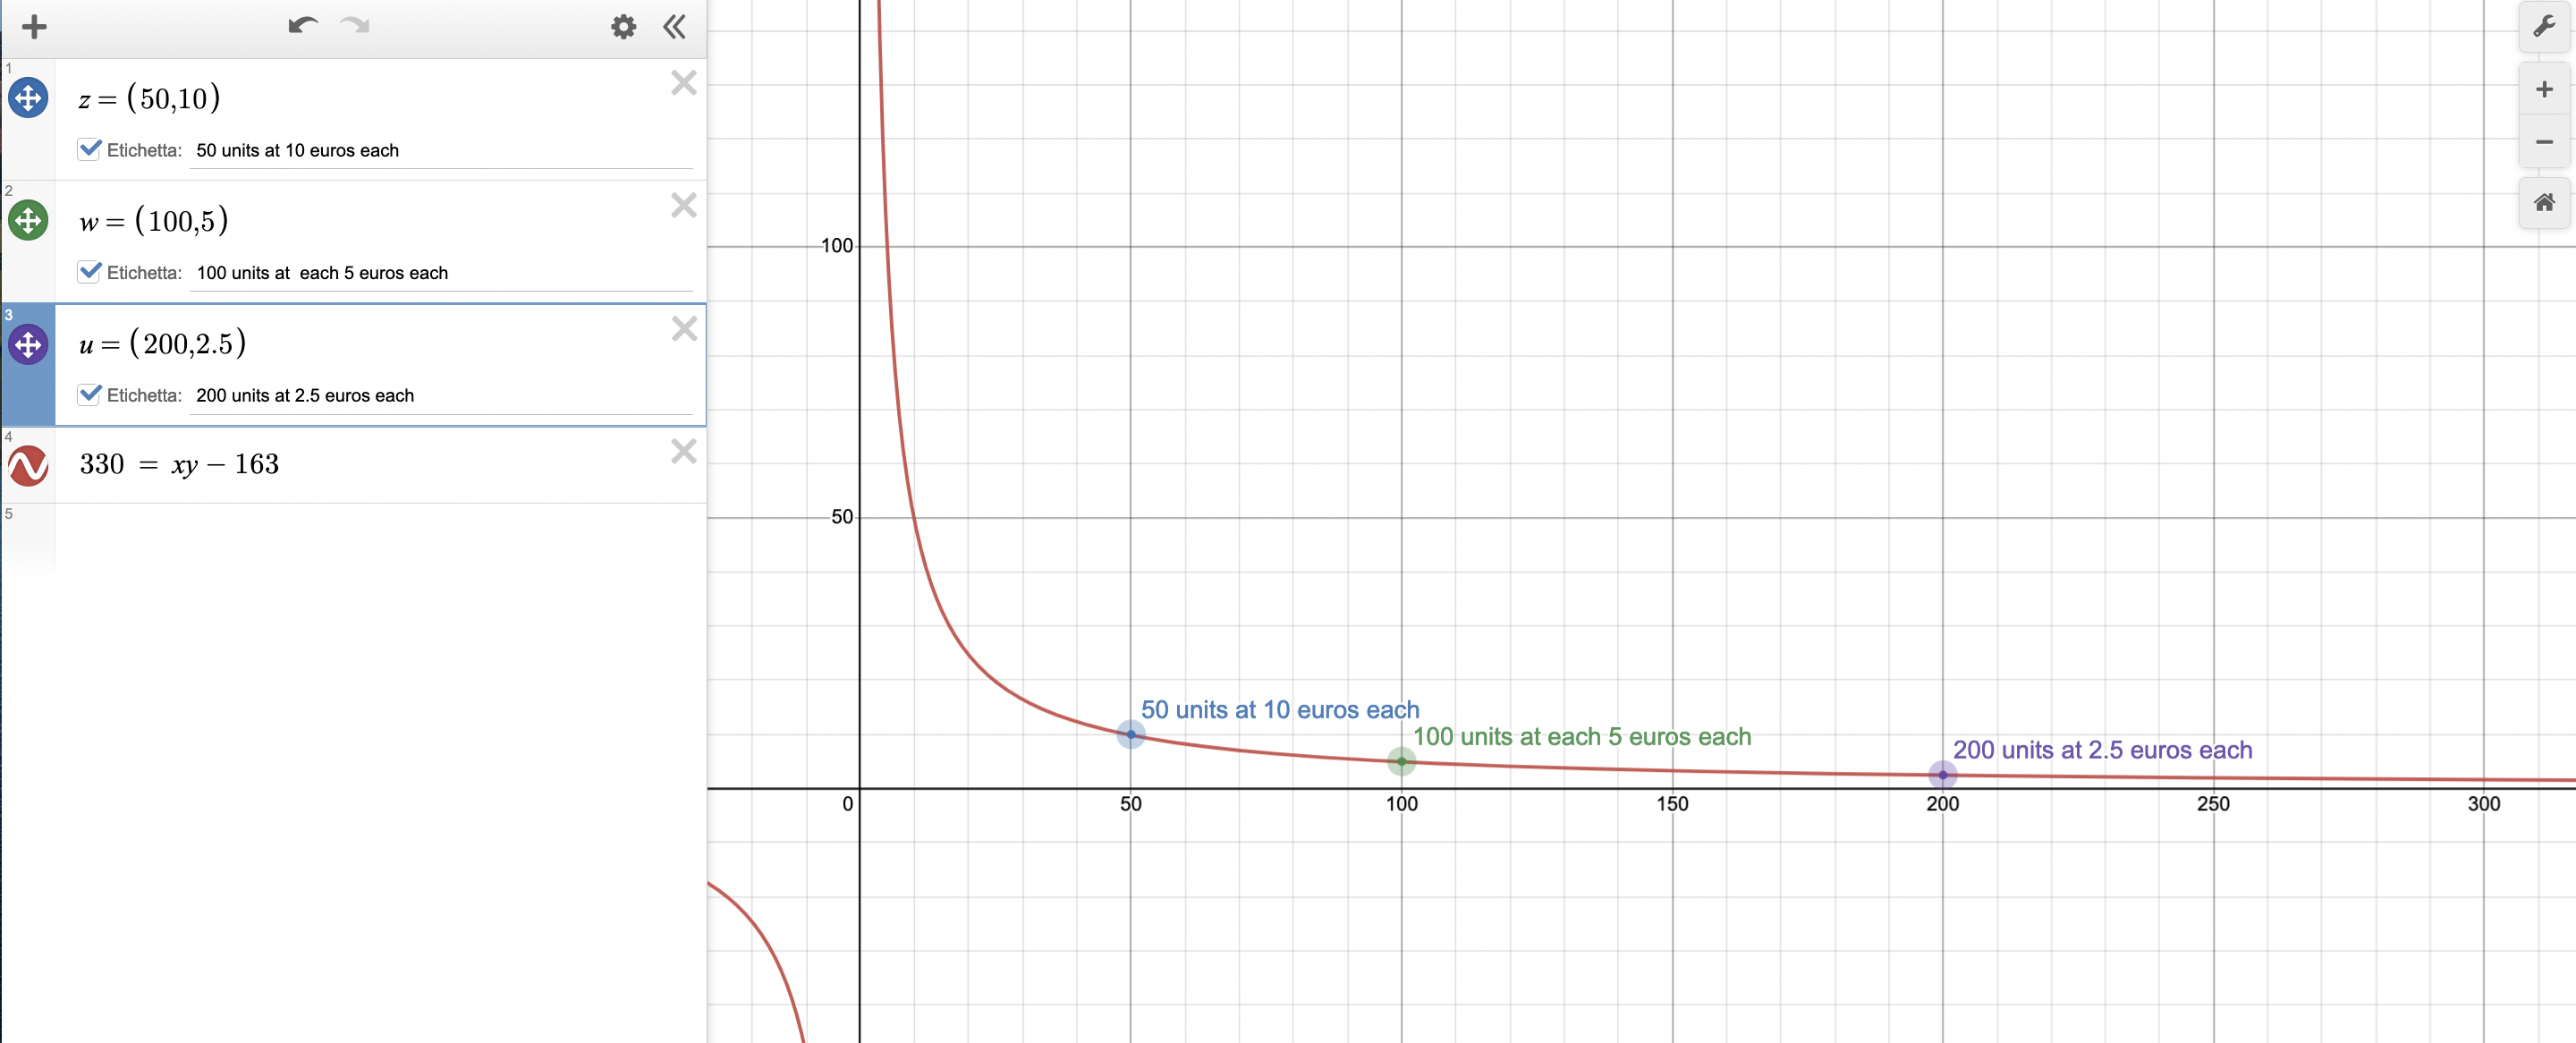 1
z = (50,10)
Etichetta: 50 units at 10 euros each
2
w = (100,5)
Etichetta: 100 units at  each 5 euros each
3
u = (200,2.5)
Etichetta: 200 units at 2.5 euros each
4
330 = xy − 163
5
100
50
50 units at 10 euros each
100 units at each 5 euros each
200 units at 2.5 euros each
0 50 100 150 200 250 300